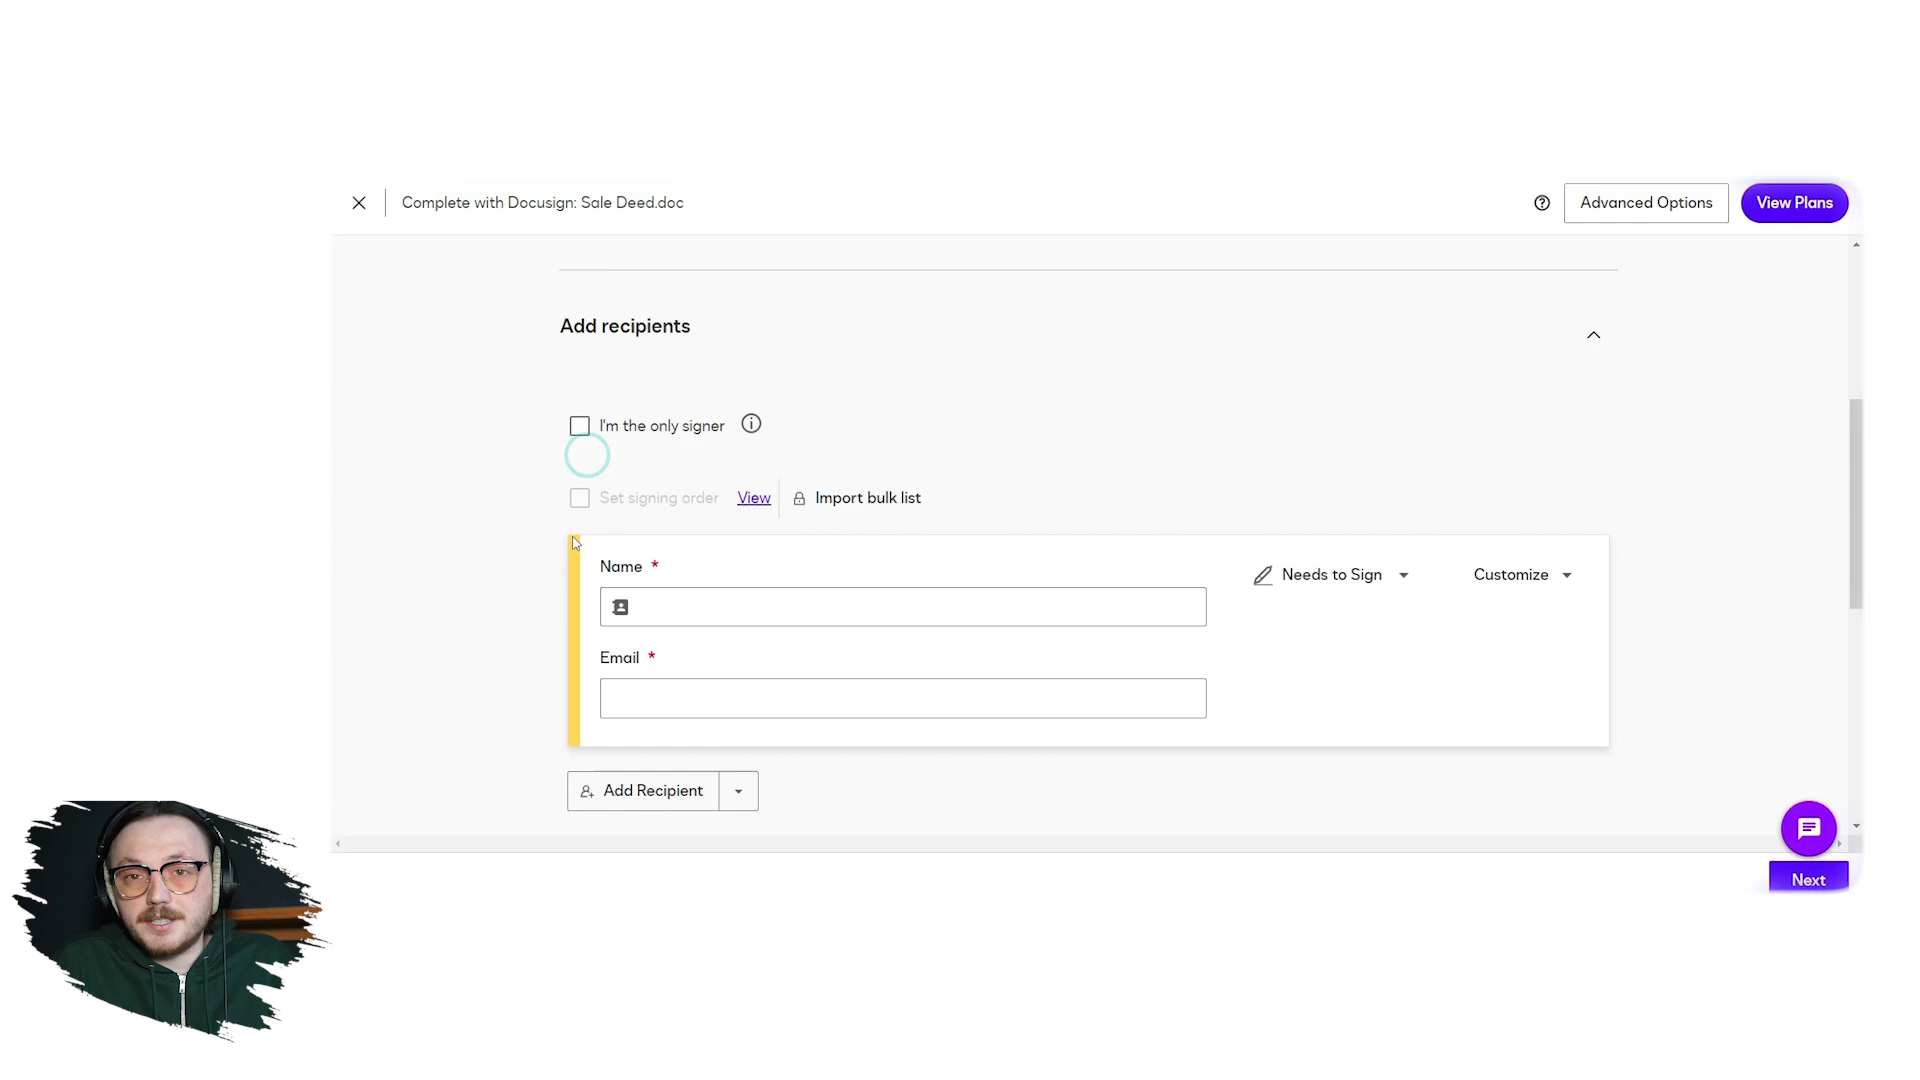 Complete with Docusign: Sale Deed.doc
Advanced Options
View Plans
Add recipients
I'm the only signer
Set signing order
View
Import bulk list
Name *
Needs to Sign
Customize
Email *
Add Recipient
Next